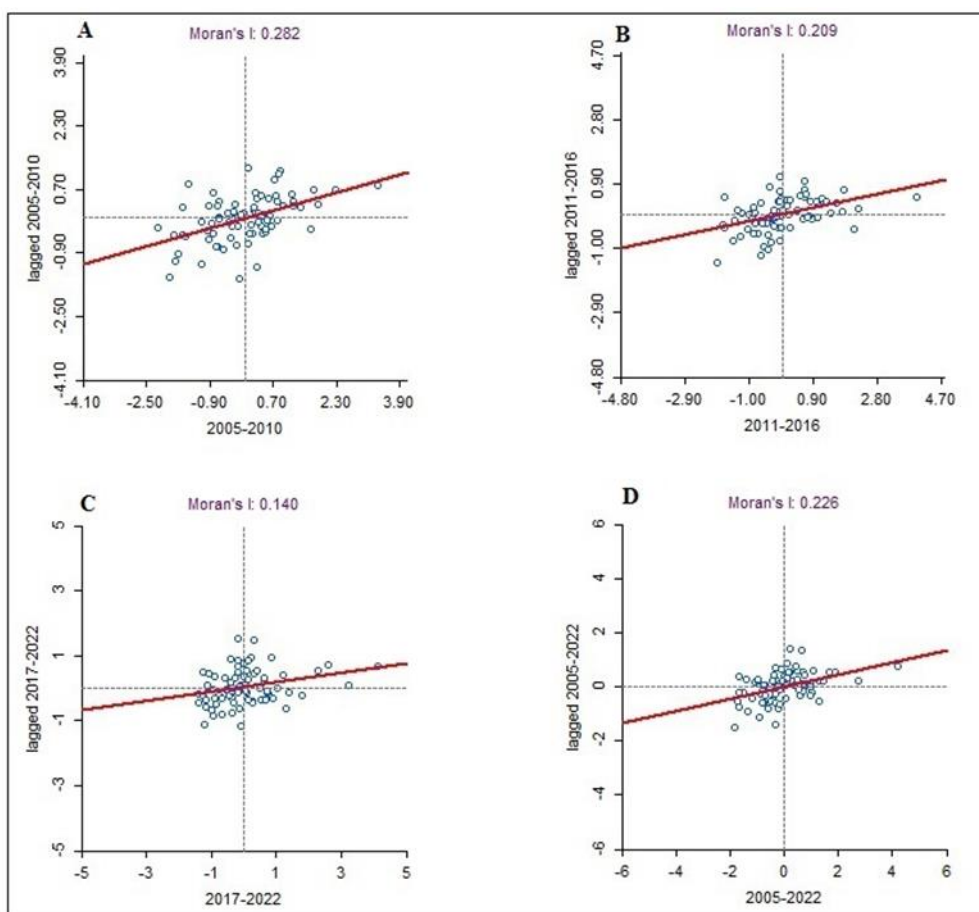 A
Moran's I: 0.282
lagged 2005-2010
3.90
2.30
0.70
-0.90
-2.50
-4.10
-4.10 -2.50 -0.90 0.70 2.30 3.90
2005-2010
B
Moran's I: 0.209
lagged 2011-2016
4.70
2.80
0.90
-1.00
-2.90
-4.80
-4.80 -2.90 -1.00 0.90 2.80 4.70
2011-2016
C
Moran's I: 0.140
lagged 2017-2022
5
3
1
-1
-3
-5
-5 -3 -1 1 3 5
2017-2022
D
Moran's I: 0.226
lagged 2005-2022
6
4
2
0
-2
-4
-6
-6 -4 -2 0 2 4 6
2005-2022